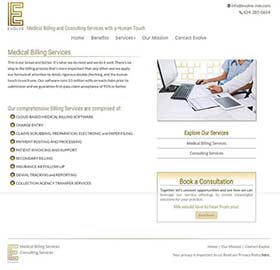 EVOLVE
Medical Billing and Consulting Services with a Human Touch
info@evolve-mbi.com
424-285-0604
Home Benefits Services Our Mission Contact Evolve
Medical Billing Services
This is our bread and butter. It's what we do most and we do it well. There's no
step in the billing process that's more important than any other and we apply
our formula of attention to detail, rigorous double checking, and the human
touch to each one. Our software runs 3.5 million edits on each claim prior to
submission and we guarantee first-pass claim acceptance of 95% or better.
Our comprehensive Billing Services are comprised of:
CLOUD BASED MEDICAL BILLING SOFTWARE
CHARGE ENTRY
CLAIMS SCRUBBING, PREPARATION, ELECTRONIC and PAPER FILING
PAYMENT POSTING AND PROCESSING
PATIENT INVOICING AND SUPPORT
SECONDARY BILLING
INSURANCE AR FOLLOW-UP
DENIAL TRACKING and REPORTING
COLLECTION AGENCY TRANSFER SERVICES
Explore Our Services
Medical Billing Services
Consulting Services
Book a Consultation
Together let's uncover opportunities and see how we can
leverage our service offerings to create meaningful
solutions for your practice.
We would love to hear from you!
Medical Billing Services
Consulting Services
Home | Our Mission | Contact Evolve
Your privacy is important to us! Read our Privacy Policy here.